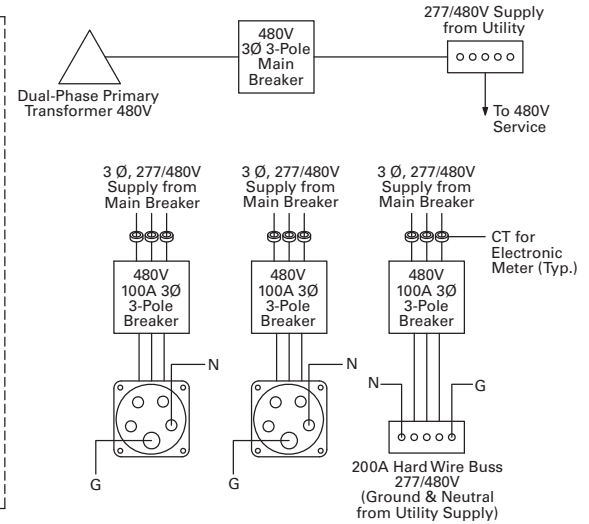 277/480V Supply
from Utility
480V
3Ø 3-Pole
Main
Breaker
Dual-Phase Primary
Transformer 480V
To 480V
Service
3 Ø, 277/480V
Supply from
Main Breaker
3 Ø, 277/480V
Supply from
Main Breaker
3 Ø, 277/480V
Supply from
Main Breaker
CT for
Electronic
Meter (Typ.)
480V
100A 3Ø
3-Pole
Breaker
480V
100A 3Ø
3-Pole
Breaker
480V
100A 3Ø
3-Pole
Breaker
N
N
N
G
G
G
200A Hard Wire Buss
277/480V
(Ground & Neutral
from Utility Supply)